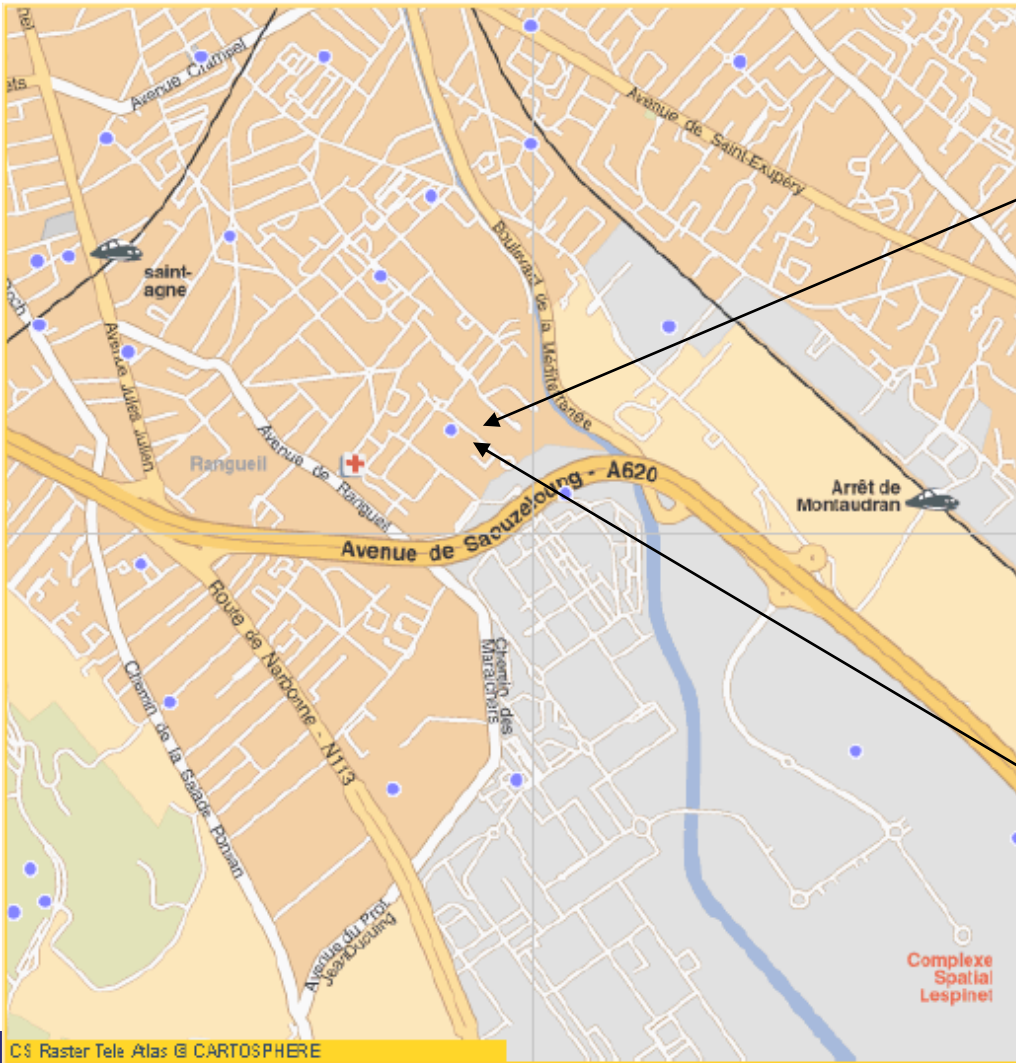 Avenue Crampel
Avenue de Saint-Exupéry
saint-
agne
Boulevard de la Méditerranée
Avenue Jules Julien
Rangueil
Avenue de Rangueil
Arrêt de
Montaudran
Avenue de Saouzeloung - A620
Route de Narbonne - N113
Chemin des
Maraichers
Chemin de la Salade Ponsan
Avenue du Prof.
Jean Ducuing
Complexe
Spatial
Lespinet
CS Raster Tele Atlas @ CARTOSPHERE